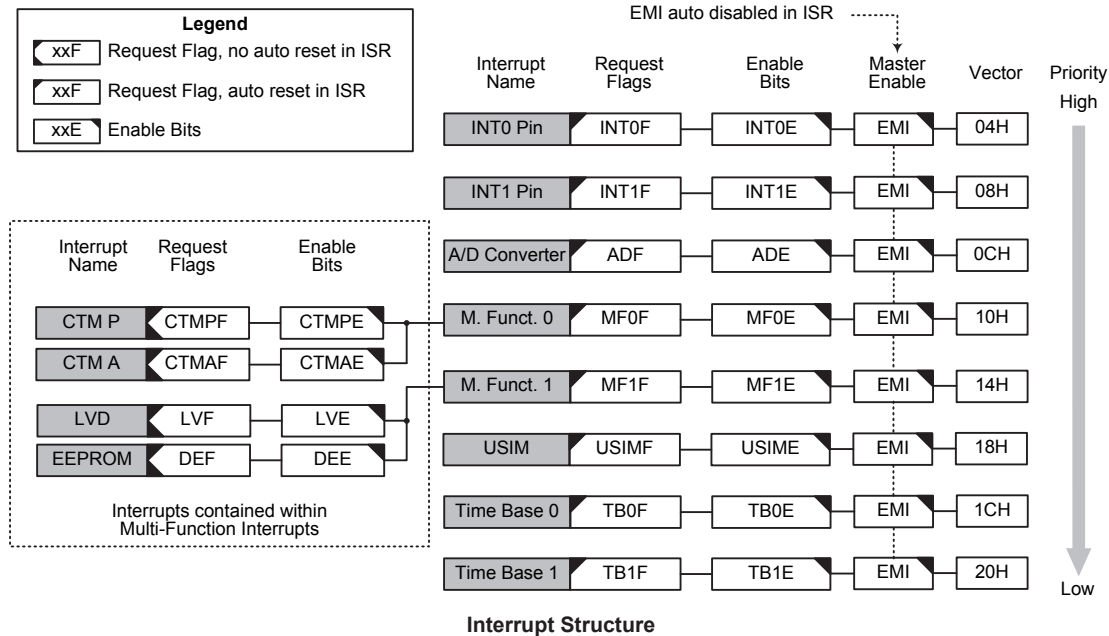 Legend
xxF Request Flag, no auto reset in ISR
xxF Request Flag, auto reset in ISR
xxE Enable Bits
EMI auto disabled in ISR
Interrupt Name
Request Flags
Enable Bits
Master Enable
Vector
Priority
High
INT0 Pin INT0F INT0E EMI 04H
INT1 Pin INT1F INT1E EMI 08H
A/D Converter ADF ADE EMI 0CH
M. Funct. 0 MF0F MF0E EMI 10H
M. Funct. 1 MF1F MF1E EMI 14H
USIM USIMF USIME EMI 18H
Time Base 0 TB0F TB0E EMI 1CH
Time Base 1 TB1F TB1E EMI 20H
Low
Interrupt Name
Request Flags
Enable Bits
CTM P CTMPF CTMPE
CTM A CTMAF CTMAE
LVD LVF LVE
EEPROM DEF DEE
Interrupts contained within
Multi-Function Interrupts
Interrupt Structure